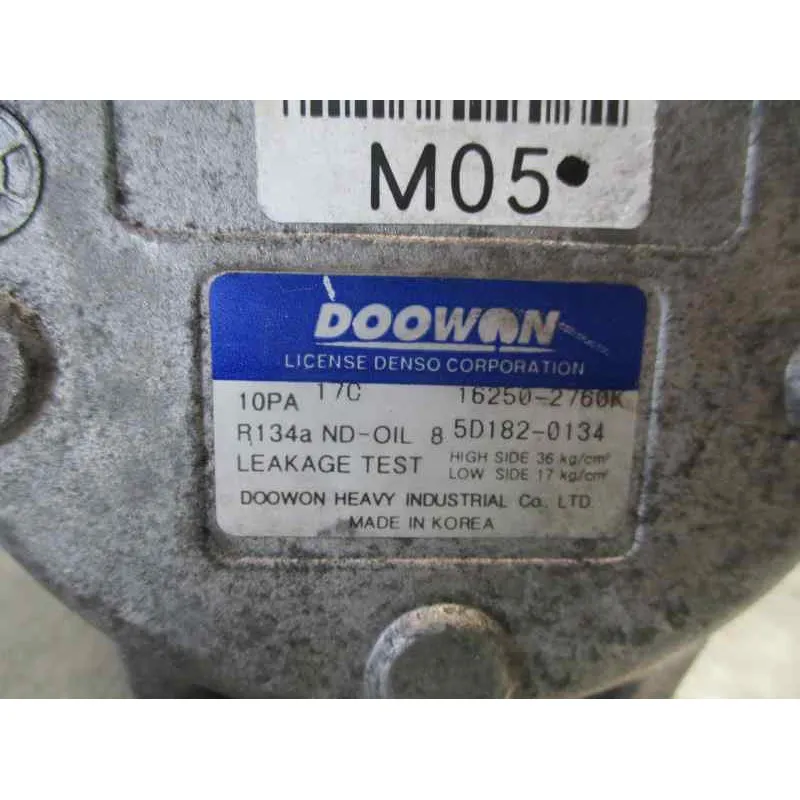 M05
DOOWON
LICENSE DENSO CORPORATION
10PA 17C 16250-2760K
R134a ND-OIL 8 5D182-0134
LEAKAGE TEST HIGH SIDE 36 kg/cm²
LOW SIDE 17 kg/cm²
DOOWON HEAVY INDUSTRIAL Co., LTD.
MADE IN KOREA